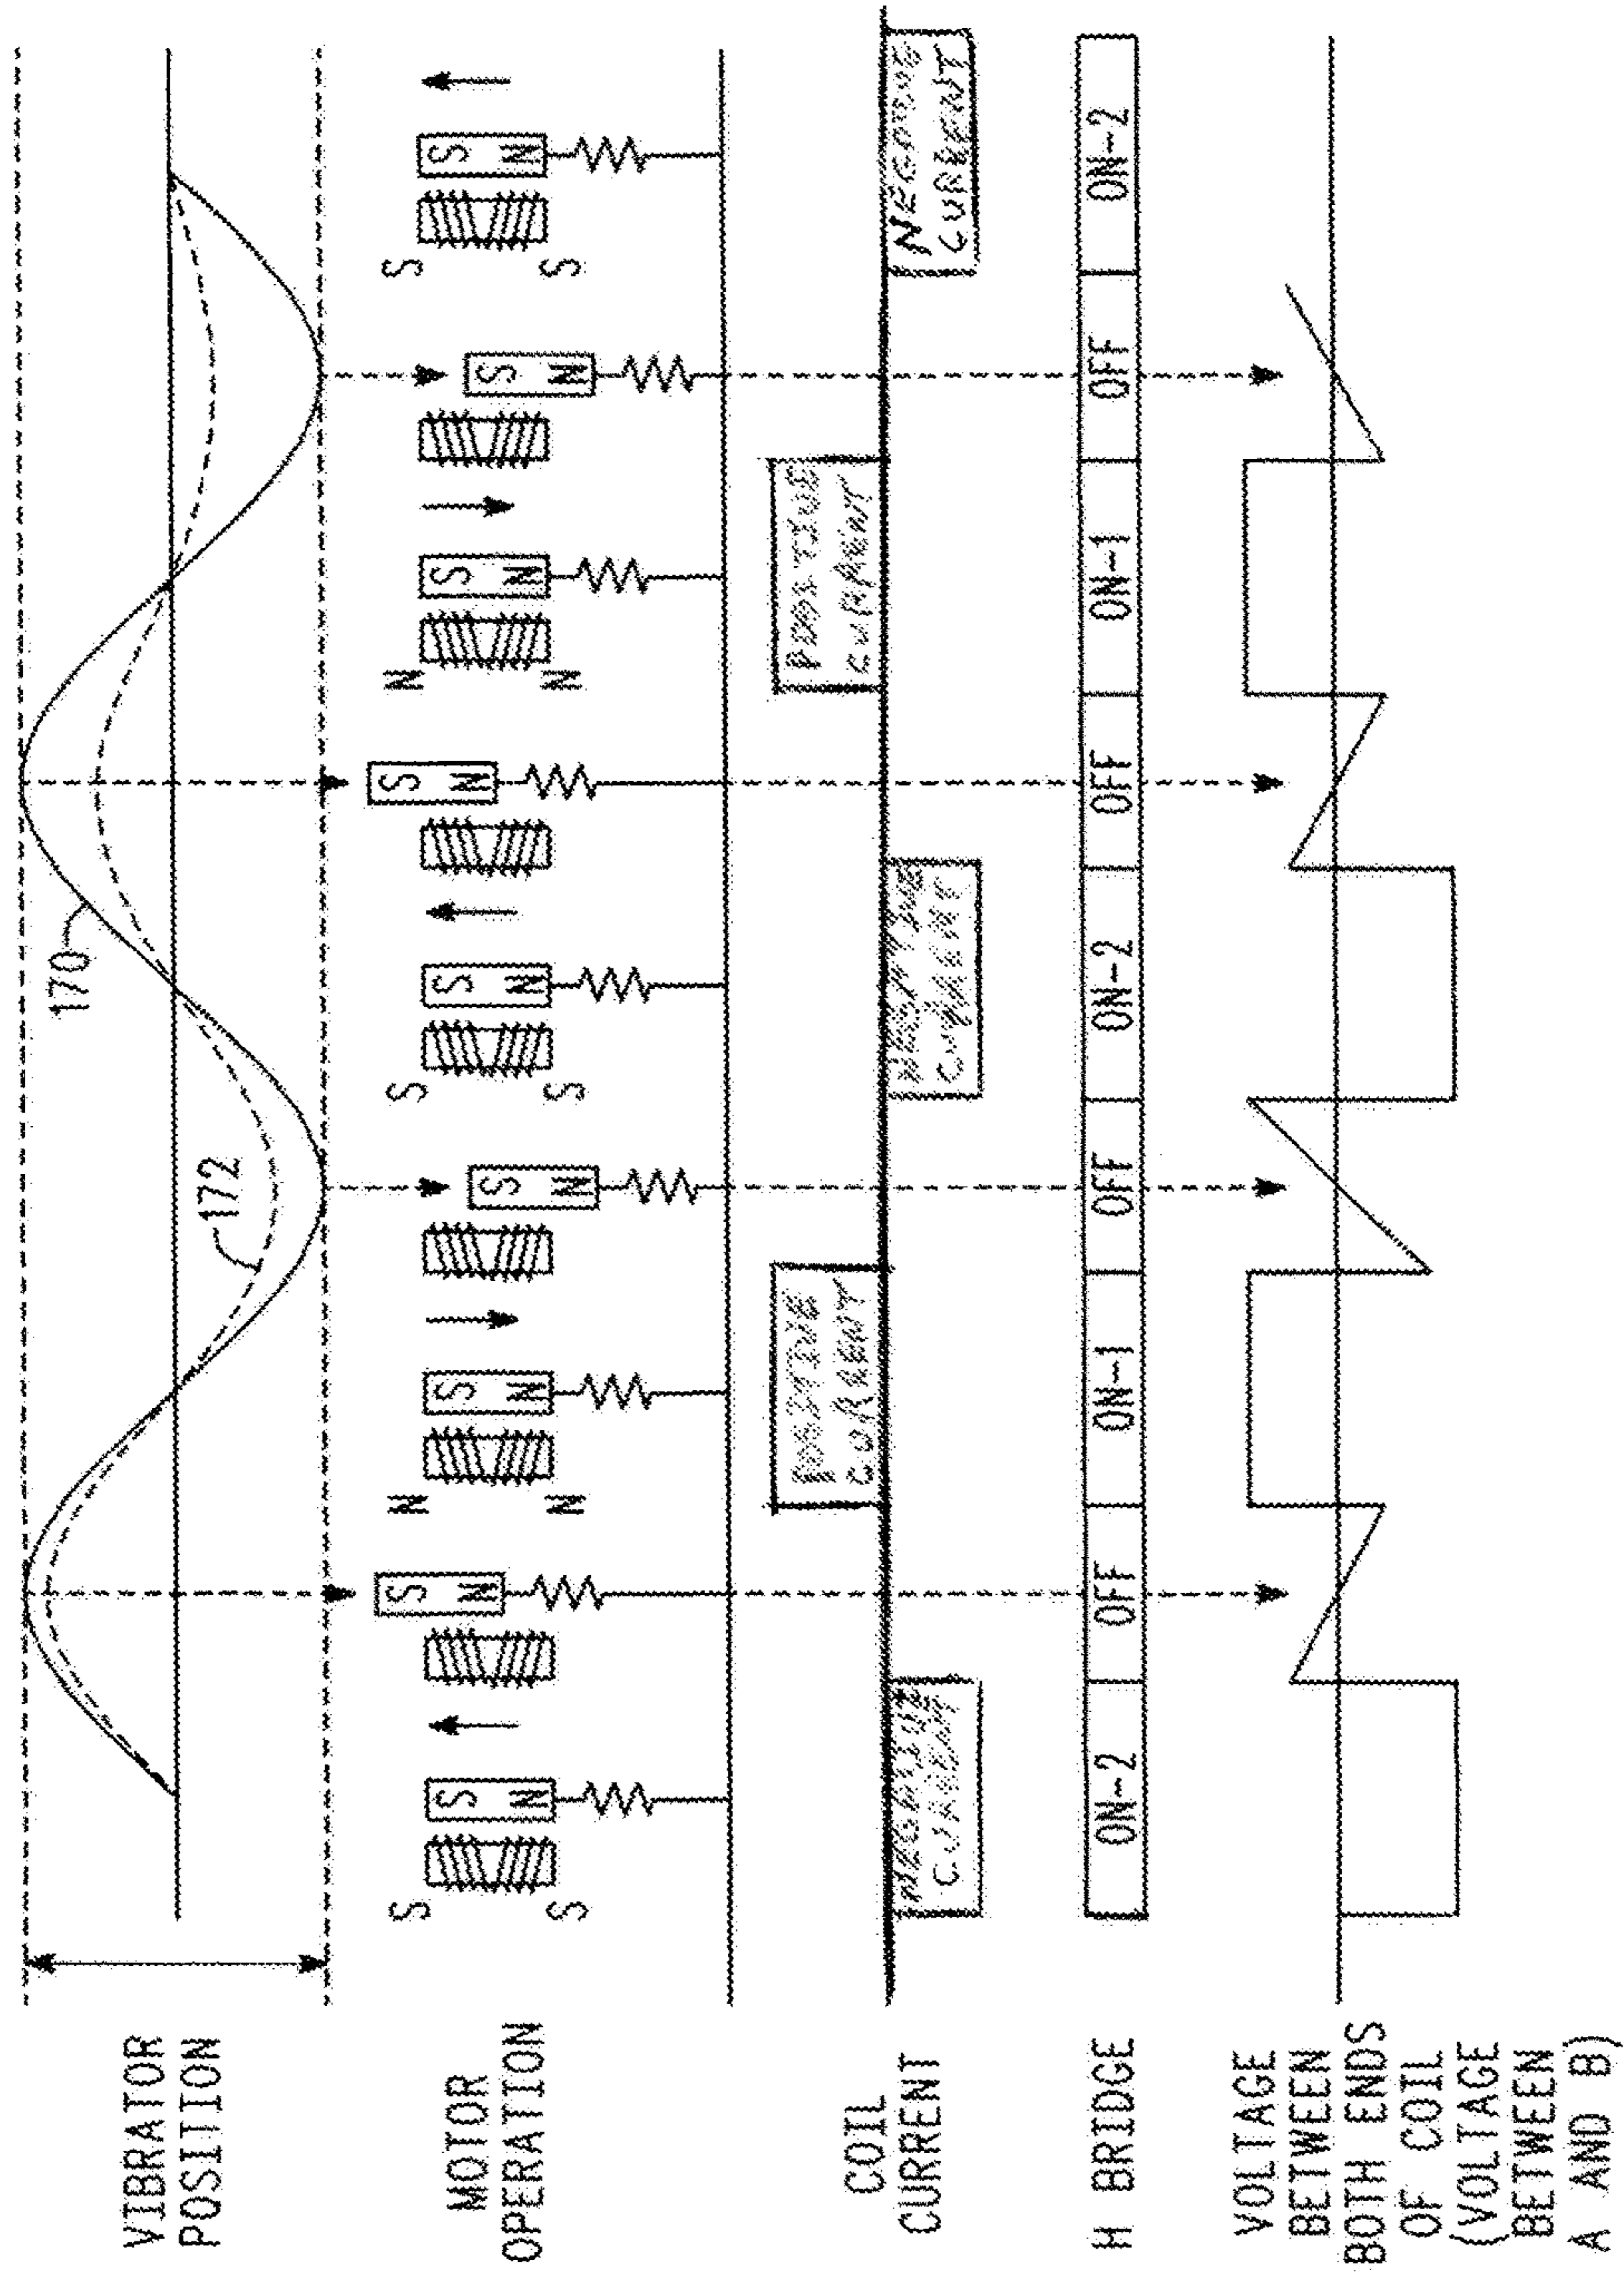 VIBRATOR
POSITION
170
172
MOTOR
OPERATION
S
S
S
N
S
N
N
N
S
N
S
N
S
S
S
N
S
N
N
N
S
N
S
N
S
S
S
N
COIL
CURRENT
NEGATIVE
CURRENT
POSITIVE
CURRENT
NEGATIVE
CURRENT
POSITIVE
CURRENT
NEGATIVE
CURRENT
H BRIDGE
ON-2
OFF
ON-1
OFF
ON-2
OFF
ON-1
OFF
ON-2
VOLTAGE
BETWEEN
BOTH ENDS
OF COIL
(VOLTAGE
BETWEEN
A AND B)